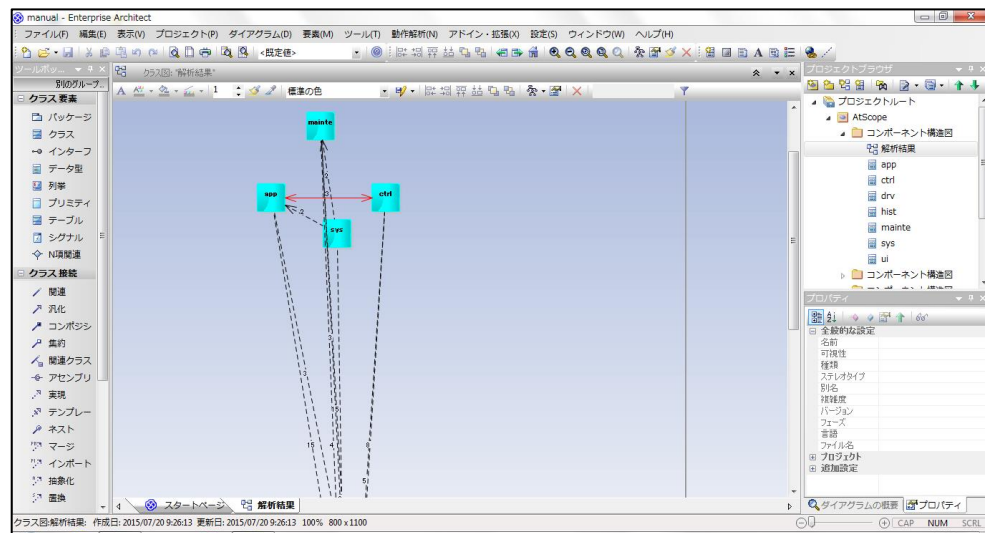 manual - Enterprise Architect
ファイル(F) 編集(E) 表示(V) プロジェクト(P) ダイアグラム(D) 要素(M) ツール(T) 動作解析(N) アドイン・拡張(X) 設定(S) ウィンドウ(W) ヘルプ(H)
<既定値>
ツールボッ...
別のグループ...
クラス要素
パッケージ
クラス
インターフ
データ型
列挙
プリミティ
テーブル
シグナル
N項関連
クラス接続
関連
汎化
コンポジシ
集約
関連クラス
アセンブリ
実現
テンプレー
ネスト
マージ
インポート
抽象化
置換
クラス図: "解析結果"
1
標準の色
mainte
app
ctrl
sys
3
15
4
8
5
スタートページ
解析結果
プロジェクトブラウザ
プロジェクトルート
AtScope
コンポーネント構造図
解析結果
app
ctrl
drv
hist
mainte
sys
ui
コンポーネント構造図
プロパティ
全般的な設定
名前
可視性
種類
ステレオタイプ
別名
複雑度
バージョン
フェーズ
言語
ファイル名
プロジェクト
追加設定
ダイアグラムの概要
プロパティ
クラス図:解析結果: 作成日: 2015/07/20 9:26:13 更新日: 2015/07/20 9:26:13 100% 800 x 1100
CAP NUM SCRL